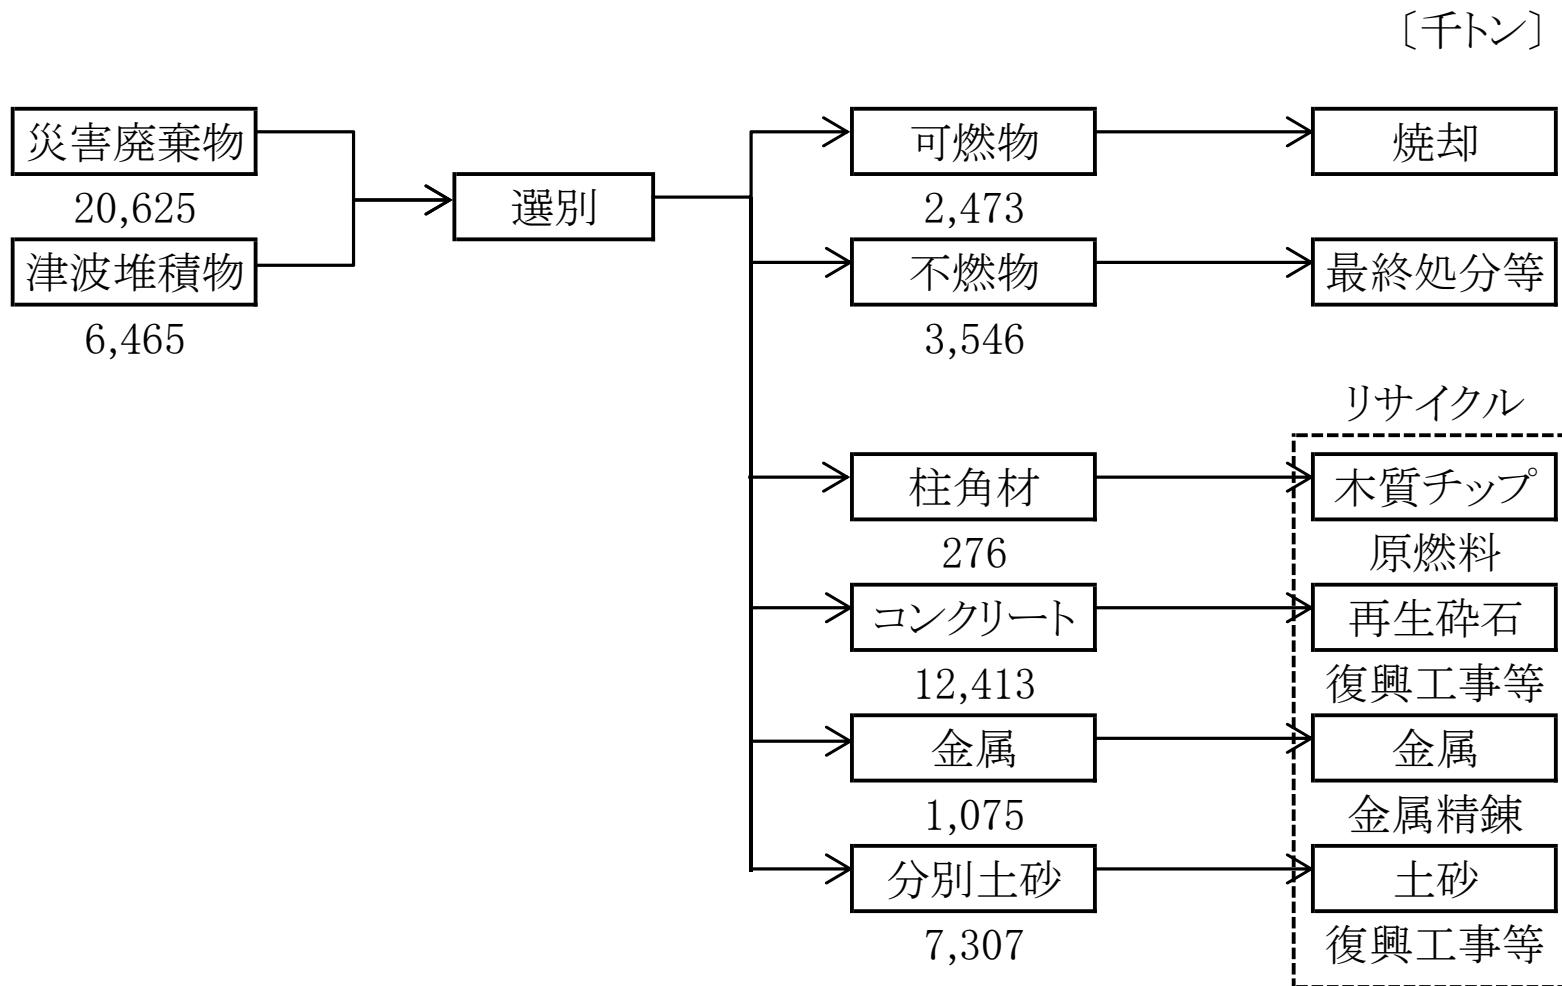 〔千トン〕
災害廃棄物
20,625
津波堆積物
6,465
選別
可燃物
2,473
不燃物
3,546
柱角材
276
コンクリート
12,413
金属
1,075
分別土砂
7,307
焼却
最終処分等
リサイクル
木質チップ
原燃料
再生砕石
復興工事等
金属
金属精錬
土砂
復興工事等